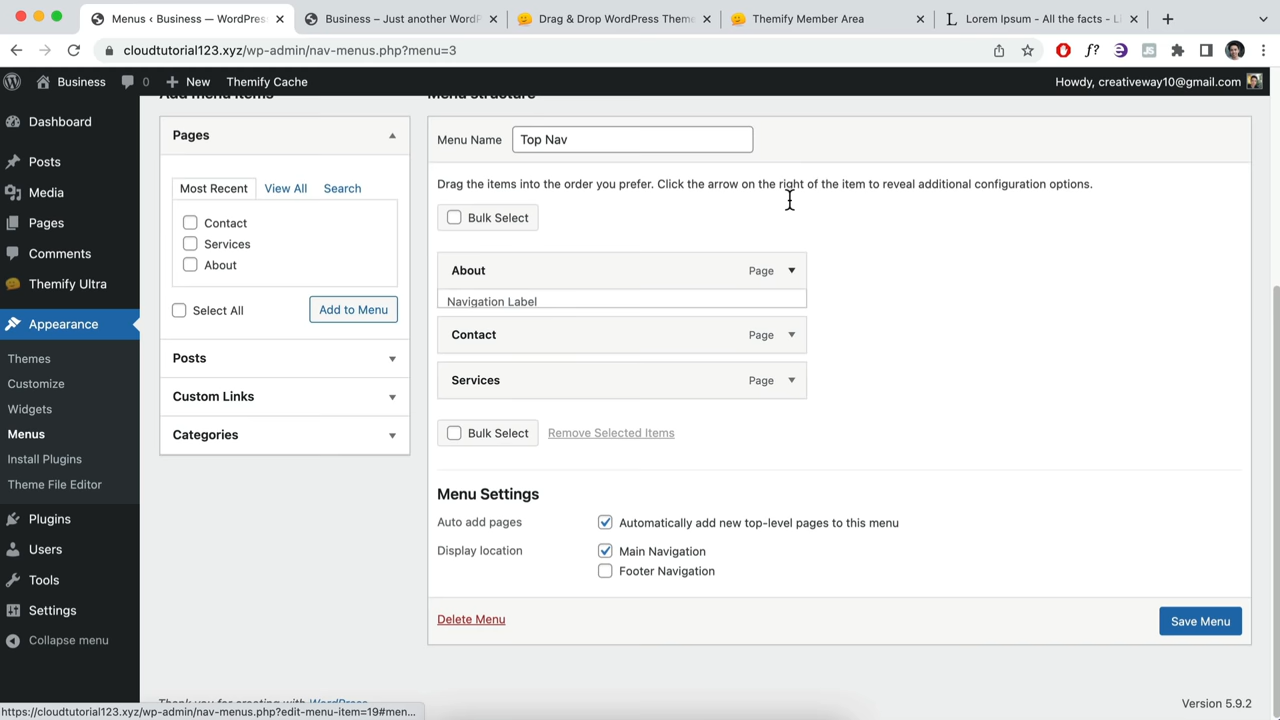 Menus ‹ Business — WordPres
Business – Just another WordP
Drag & Drop WordPress Theme
Themify Member Area
Lorem Ipsum - All the facts - Li
cloudtutorial123.xyz/wp-admin/nav-menus.php?menu=3
Business
0
New
Themify Cache
Howdy, creativeway10@gmail.com
Dashboard
Posts
Media
Pages
Comments
Themify Ultra
Appearance
Themes
Customize
Widgets
Menus
Install Plugins
Theme File Editor
Plugins
Users
Tools
Settings
Collapse menu
Add menu items
Pages
Most Recent
View All
Search
Contact
Services
About
Select All
Add to Menu
Posts
Custom Links
Categories
Menu structure
Menu Name
Top Nav
Drag the items into the order you prefer. Click the arrow on the right of the item to reveal additional configuration options.
Bulk Select
About
Page
Navigation Label
Contact
Page
Services
Page
Bulk Select
Remove Selected Items
Menu Settings
Auto add pages
Automatically add new top-level pages to this menu
Display location
Main Navigation
Footer Navigation
Delete Menu
Save Menu
Thank you for creating with WordPress
Version 5.9.2
https://cloudtutorial123.xyz/wp-admin/nav-menus.php?edit-menu-item=19#men...